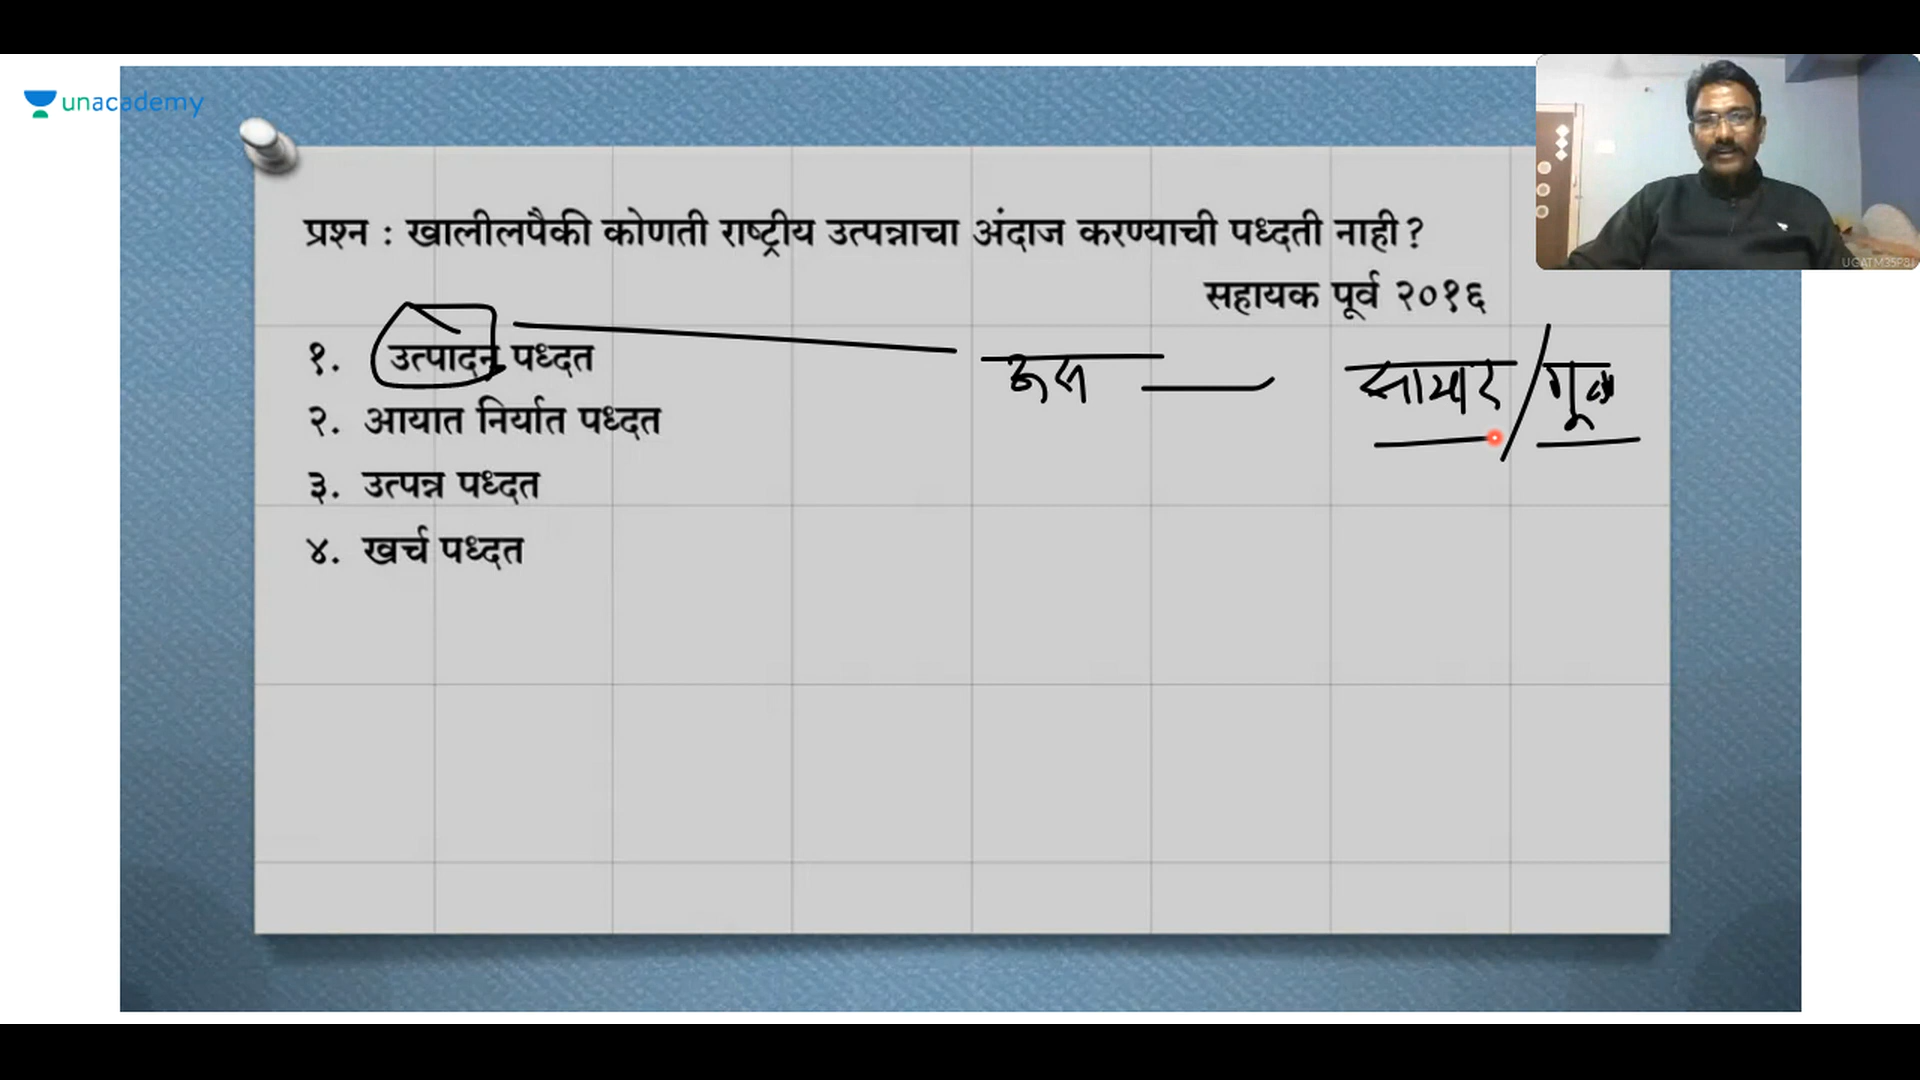 unacademy
प्रश्न : खालीलपैकी कोणती राष्ट्रीय उत्पन्नाचा अंदाज करण्याची पध्दती नाही ?
सहायक पूर्व २०१६
१. उत्पादन पध्दत
ऊस
२. आयात निर्यात पध्दत
३. उत्पन्न पध्दत
४. खर्च पध्दत